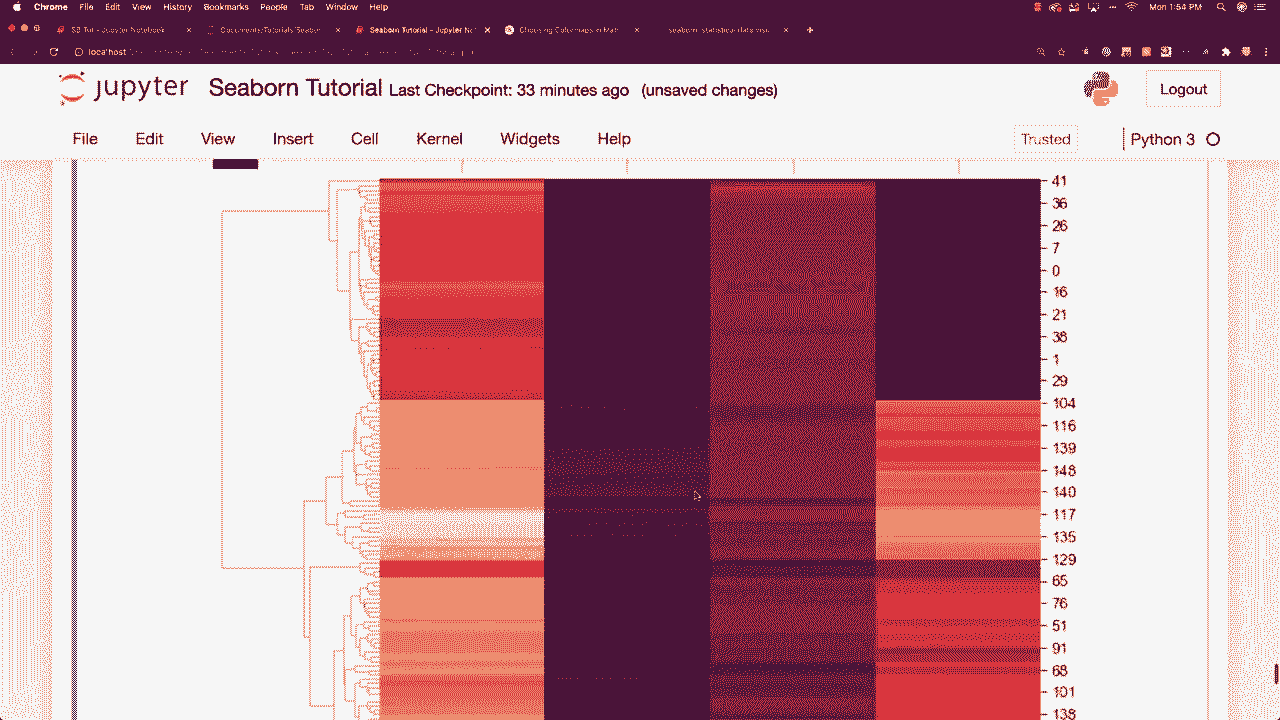 Chrome File Edit View History Bookmarks People Tab Window Help
Mon 1:54 PM
Seaborn Tutorial - Jupyter No
localhost
jupyter Seaborn Tutorial Last Checkpoint: 33 minutes ago (unsaved changes)
Logout
File Edit View Insert Cell Kernel Widgets Help
Trusted
Python 3
41
36
26
7
0
16
21
38
1
29
104
116
139
148
140
117
135
129
65
76
51
91
68
101
138